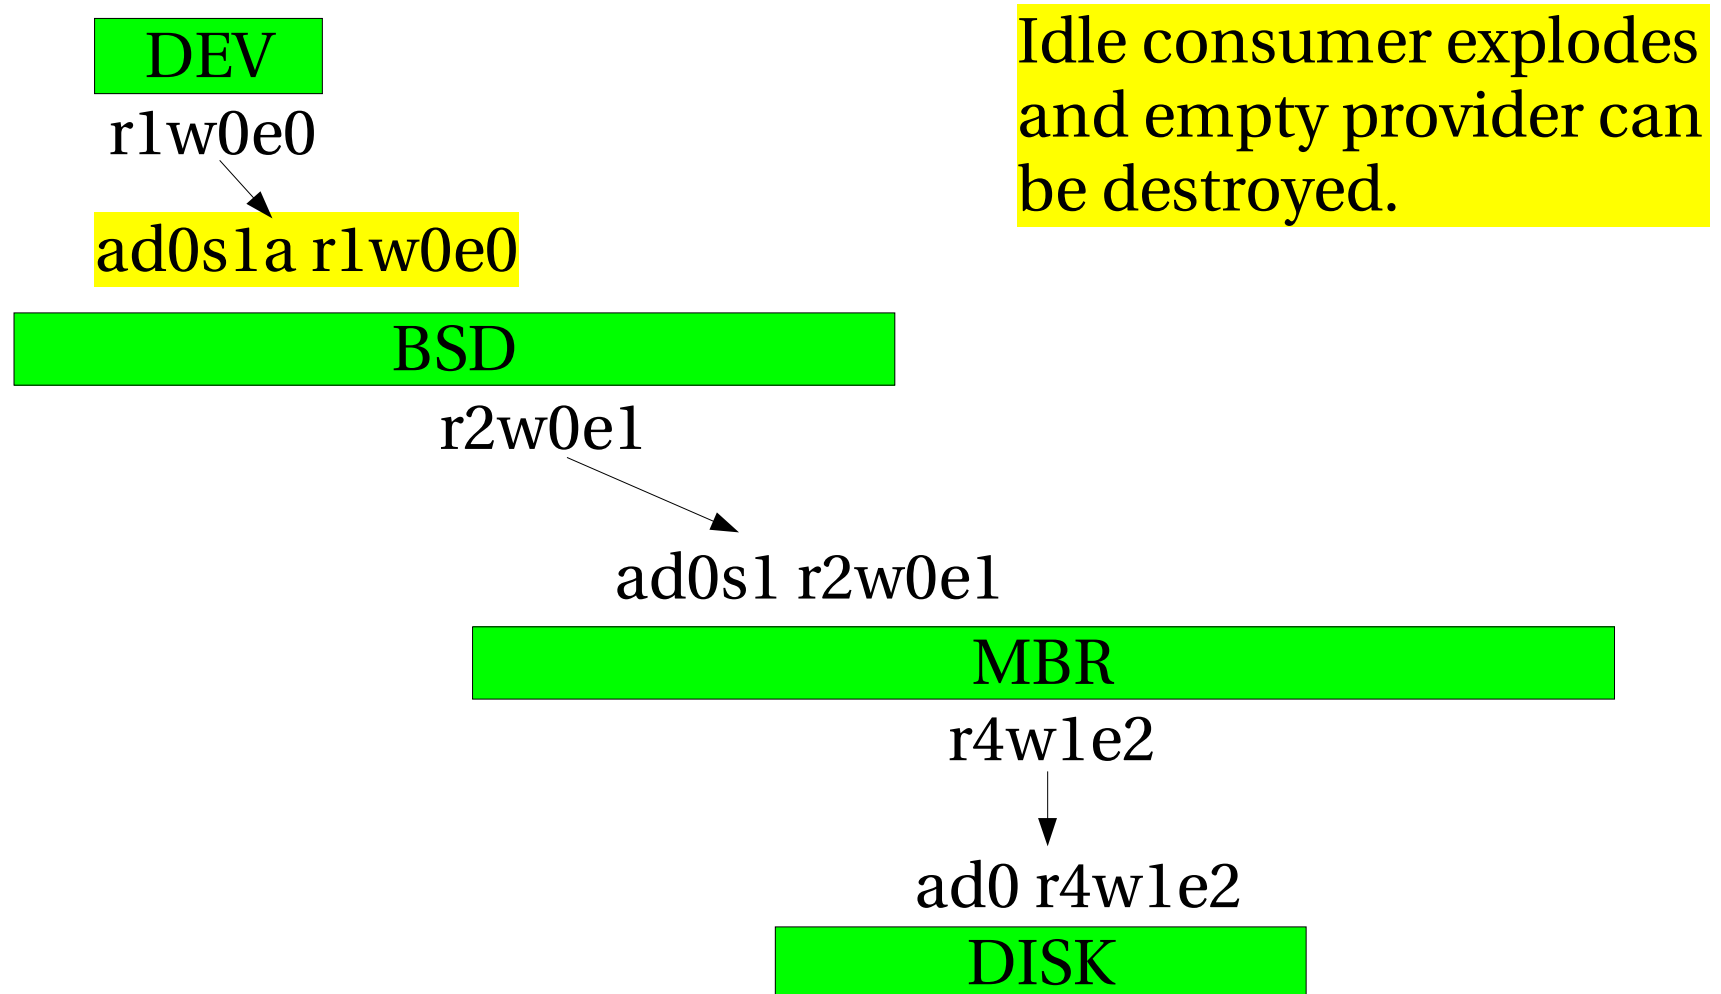 DEV
r1w0e0
ad0s1a r1w0e0
Idle consumer explodes
and empty provider can
be destroyed.
BSD
r2w0e1
ad0s1 r2w0e1
MBR
r4w1e2
ad0 r4w1e2
DISK